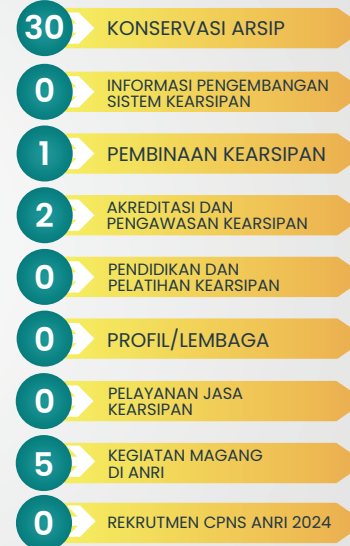 30 KONSERVASI ARSIP
0 INFORMASI PENGEMBANGAN
SISTEM KEARSIPAN
1 PEMBINAAN KEARSIPAN
2 AKREDITASI DAN
PENGAWASAN KEARSIPAN
0 PENDIDIKAN DAN
PELATIHAN KEARSIPAN
0 PROFIL/LEMBAGA
0 PELAYANAN JASA
KEARSIPAN
5 KEGIATAN MAGANG
DI ANRI
0 REKRUTMEN CPNS ANRI 2024